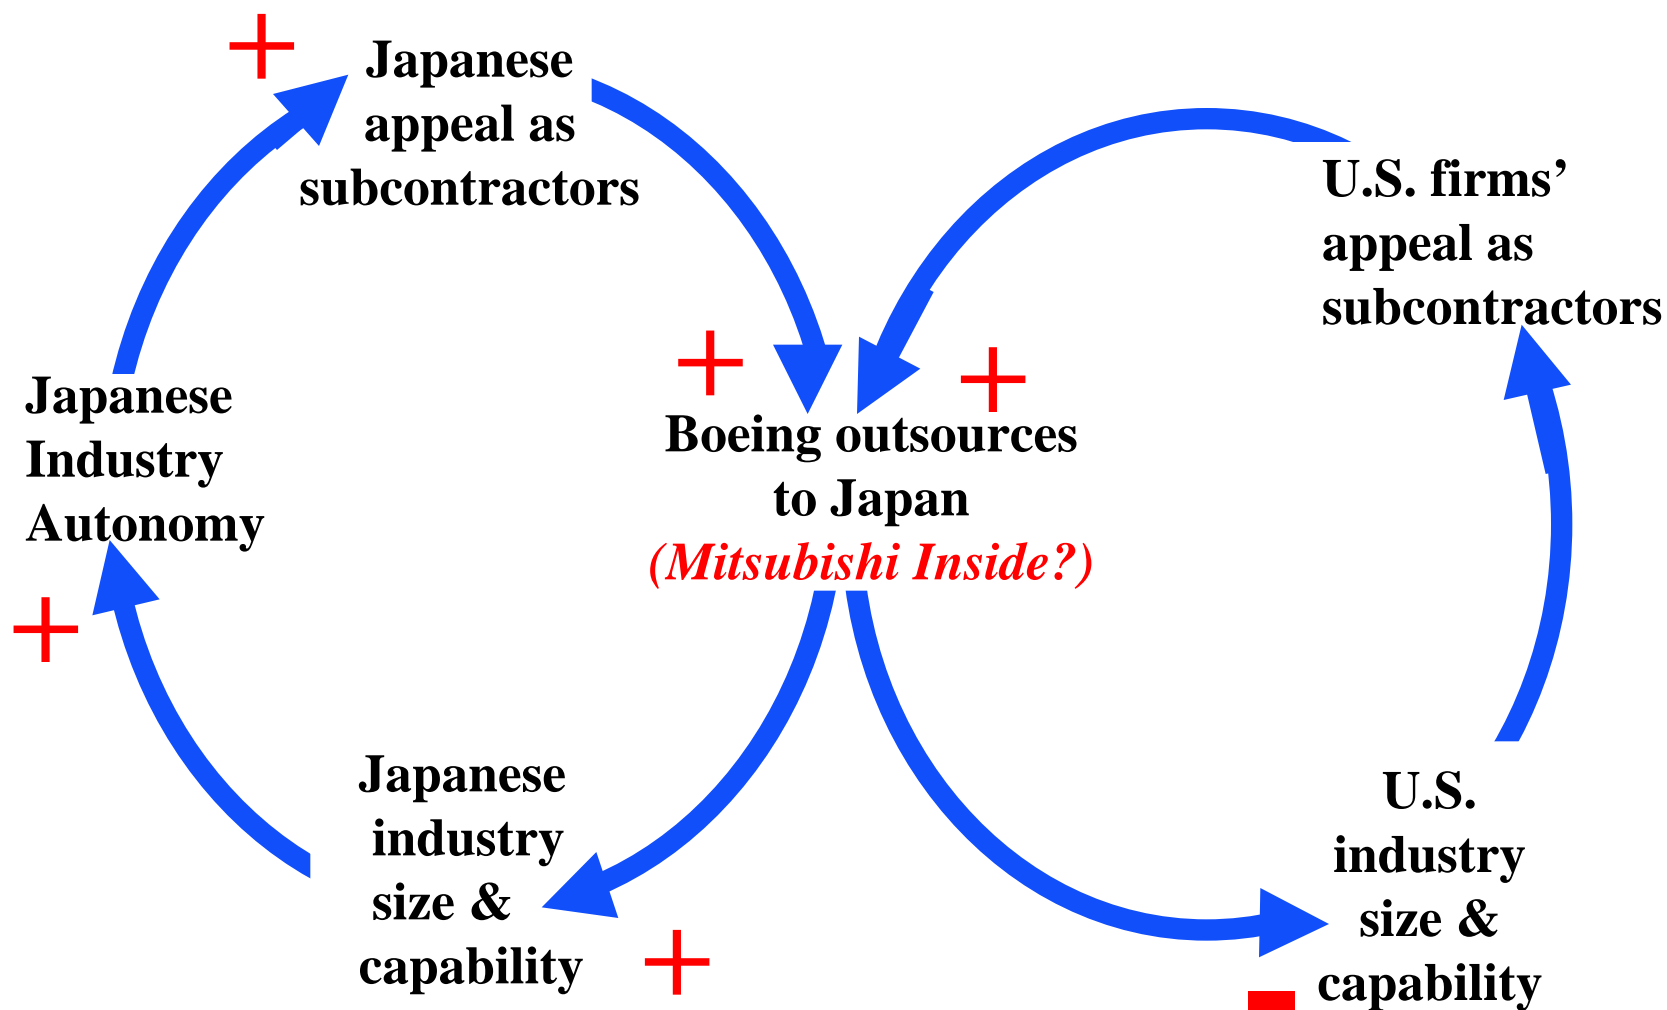 Japanese
appeal as
subcontractors
U.S. firms’
appeal as
subcontractors
Japanese
Industry
Autonomy
Boeing outsources
to Japan
(Mitsubishi Inside?)
Japanese
industry
size &
capability
U.S.
industry
size &
capability